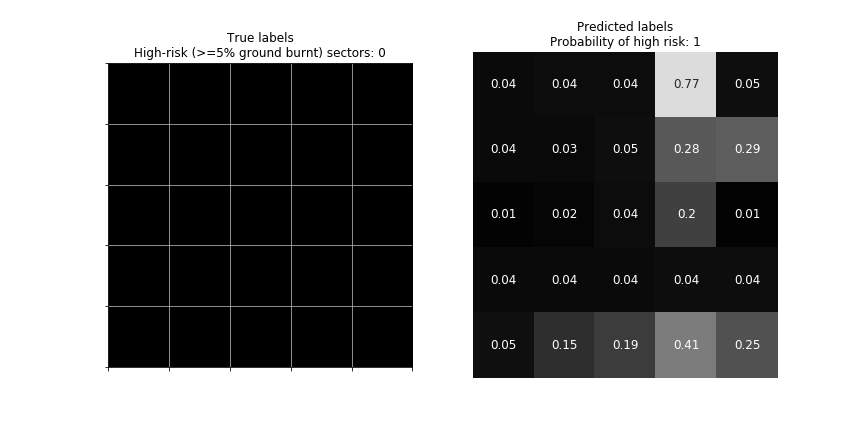 True labels
High-risk (>=5% ground burnt) sectors: 0
Predicted labels
Probability of high risk: 1
0.04 0.04 0.04 0.77 0.05
0.04 0.03 0.05 0.28 0.29
0.01 0.02 0.04 0.2 0.01
0.04 0.04 0.04 0.04 0.04
0.05 0.15 0.19 0.41 0.25